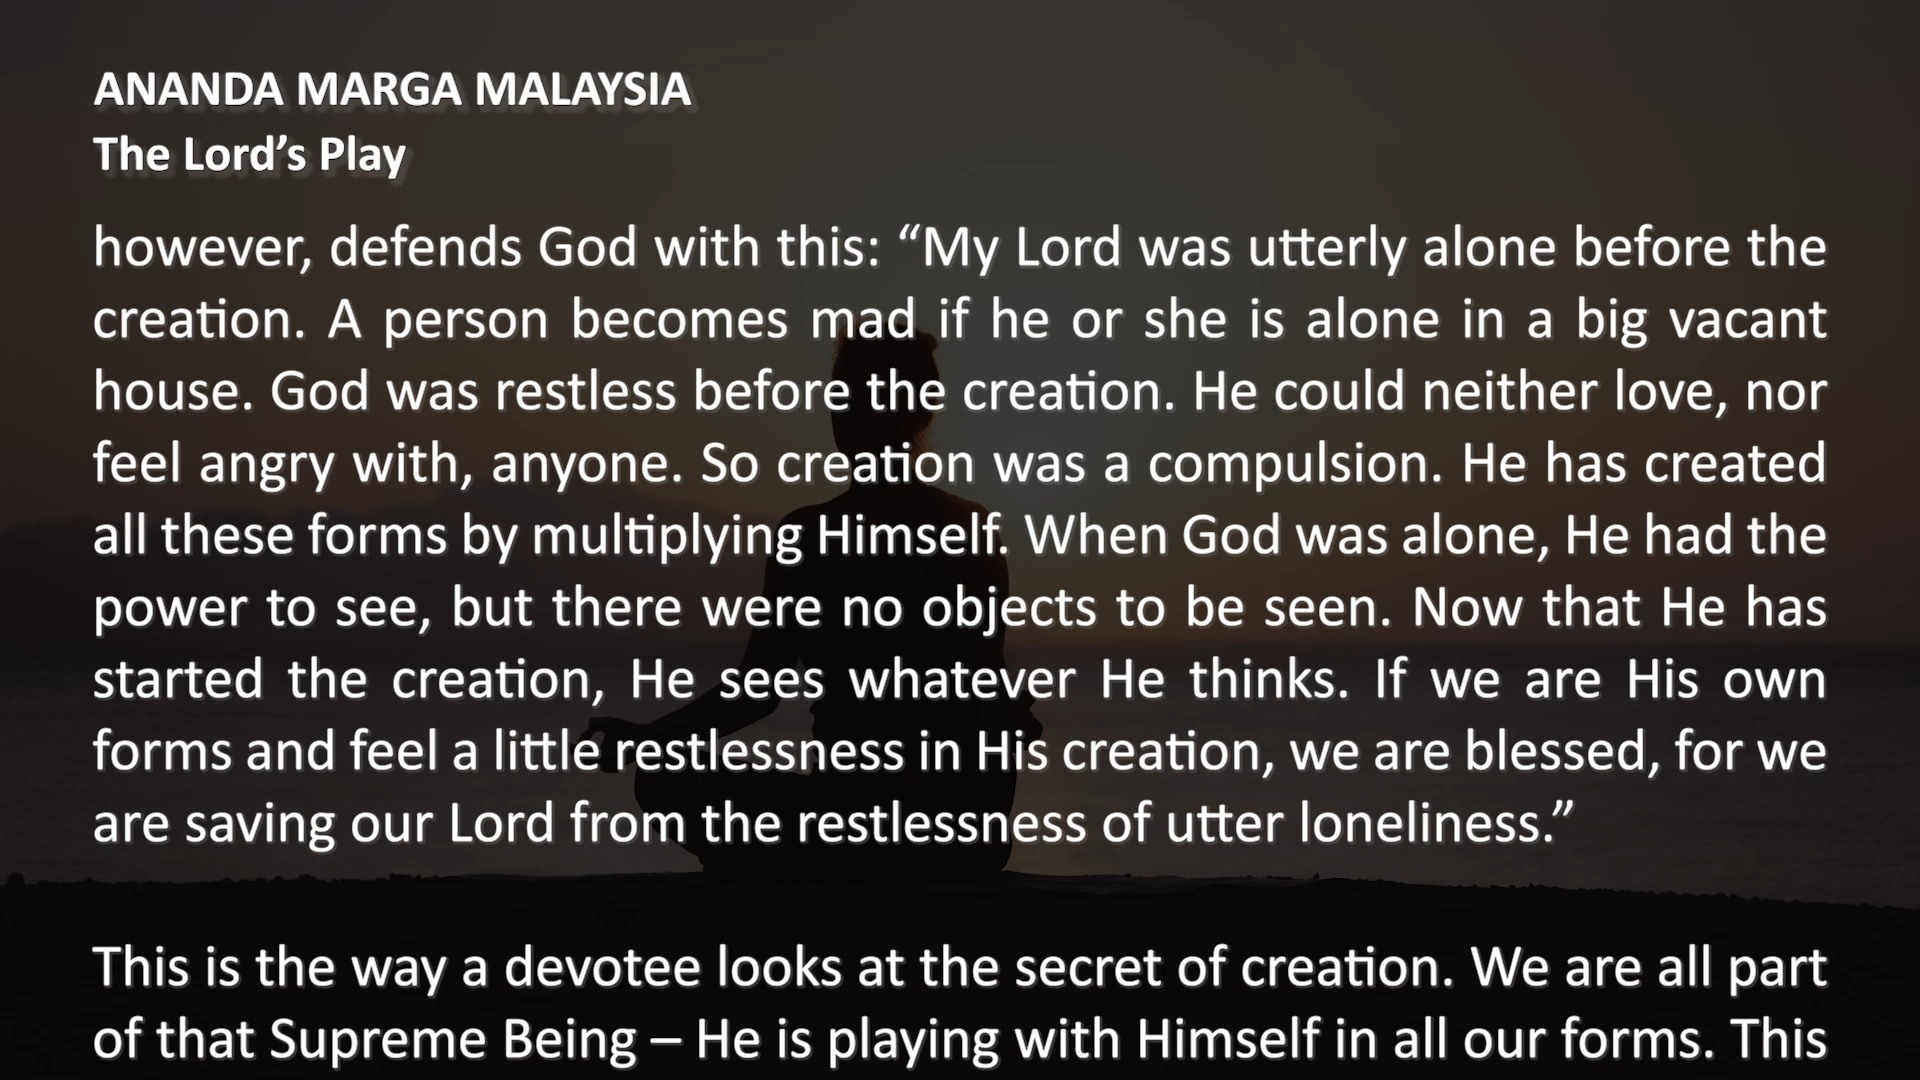 ANANDA MARGA MALAYSIA
The Lord’s Play
however, defends God with this: “My Lord was utterly alone before the
creation. A person becomes mad if he or she is alone in a big vacant
house. God was restless before the creation. He could neither love, nor
feel angry with, anyone. So creation was a compulsion. He has created
all these forms by multiplying Himself. When God was alone, He had the
power to see, but there were no objects to be seen. Now that He has
started the creation, He sees whatever He thinks. If we are His own
forms and feel a little restlessness in His creation, we are blessed, for we
are saving our Lord from the restlessness of utter loneliness.”
This is the way a devotee looks at the secret of creation. We are all part
of that Supreme Being – He is playing with Himself in all our forms. This